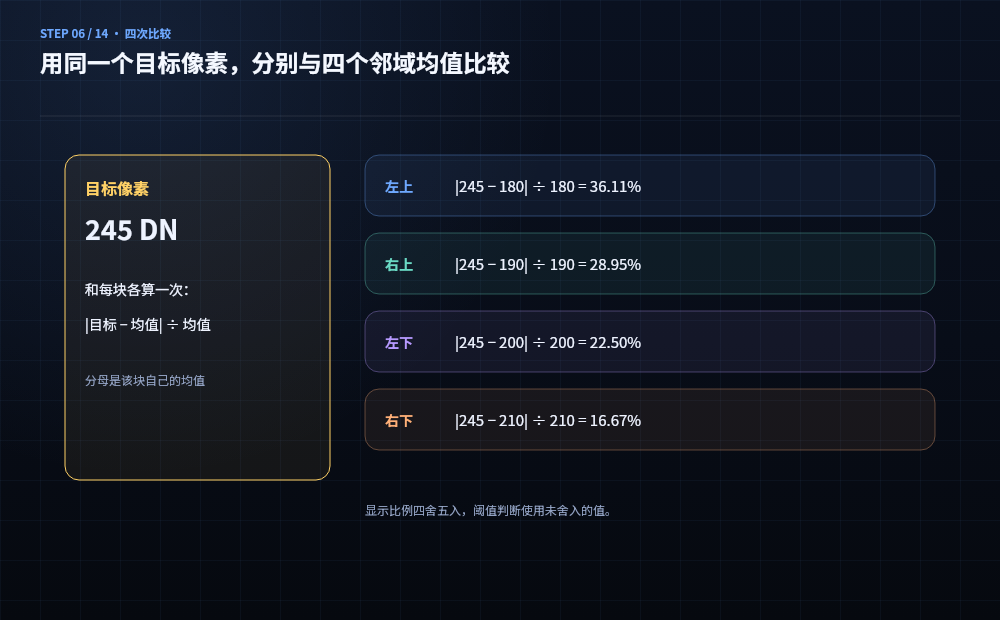 STEP 06 / 14 • 四次比较
用同一个目标像素，分别与四个邻域均值比较
目标像素
245 DN
和每块各算一次：
|目标 − 均值| ÷ 均值
分母是该块自己的均值
左上 |245 − 180| ÷ 180 = 36.11%
右上 |245 − 190| ÷ 190 = 28.95%
左下 |245 − 200| ÷ 200 = 22.50%
右下 |245 − 210| ÷ 210 = 16.67%
显示比例四舍五入，阈值判断使用未舍入的值。